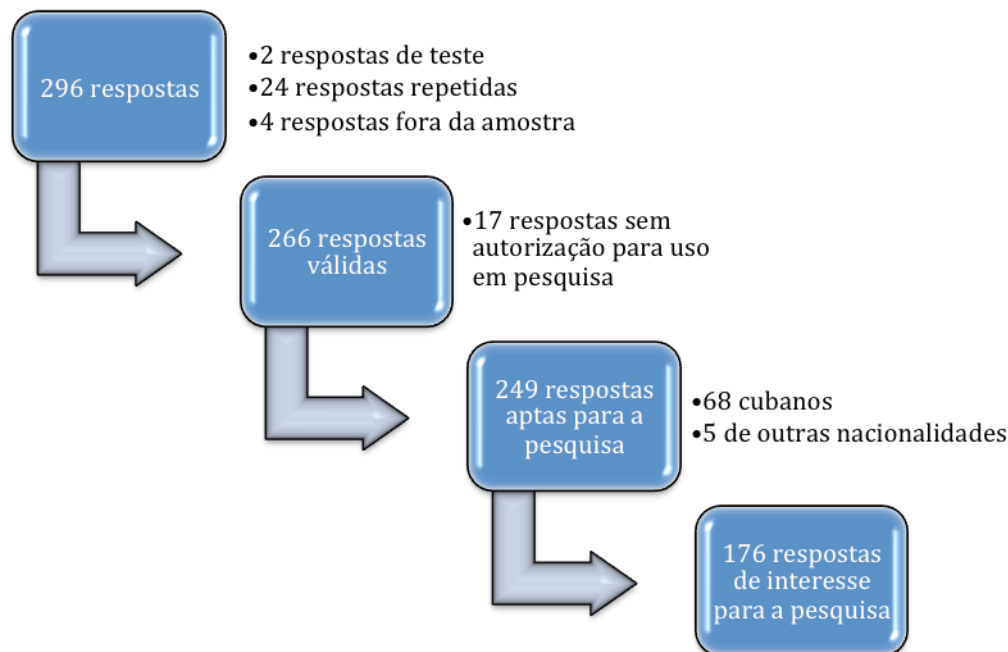 296 respostas
•2 respostas de teste
•24 respostas repetidas
•4 respostas fora da amostra
266 respostas
válidas
•17 respostas sem
autorização para uso
em pesquisa
249 respostas
aptas para a
pesquisa
•68 cubanos
•5 de outras nacionalidades
176 respostas
de interesse
para a pesquisa